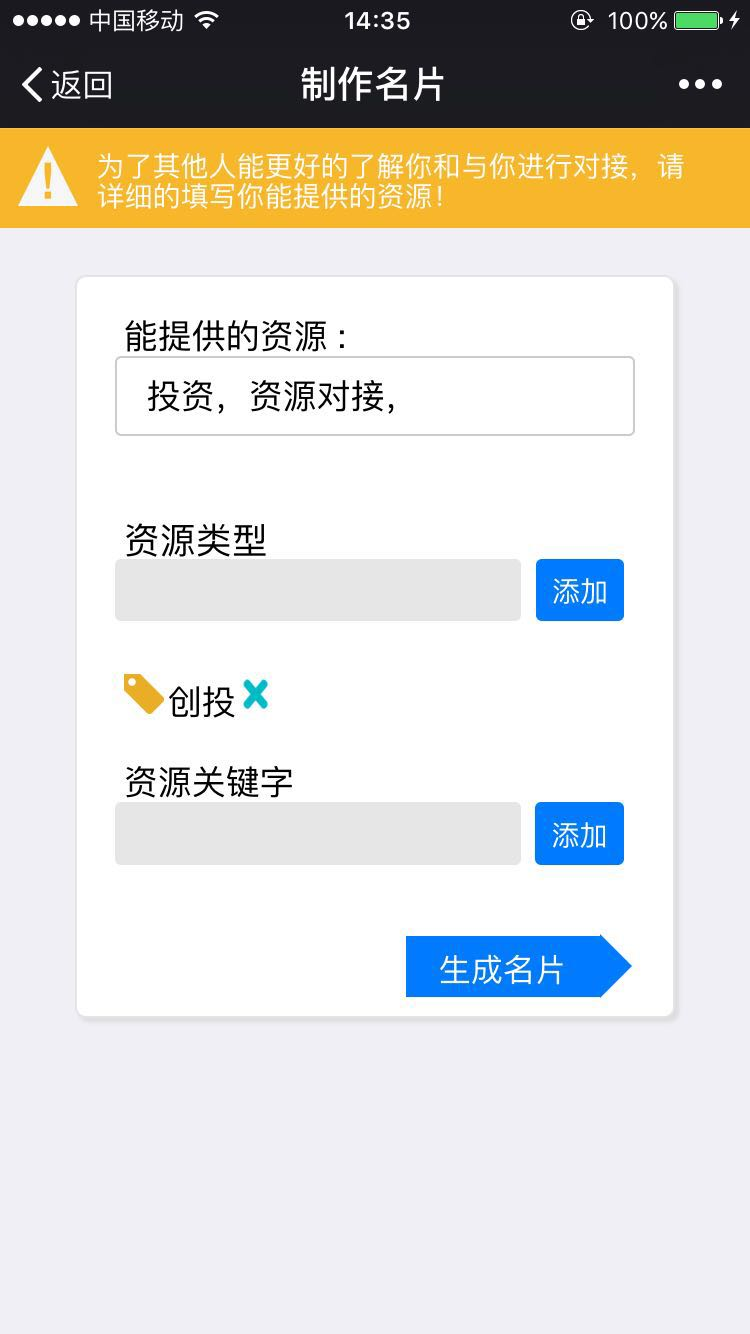 中国移动 14:35 100%
返回 制作名片
为了其他人能更好的了解你和与你进行对接，请
详细的填写你能提供的资源！
能提供的资源：
投资，资源对接，
资源类型
添加
创投
资源关键字
添加
生成名片